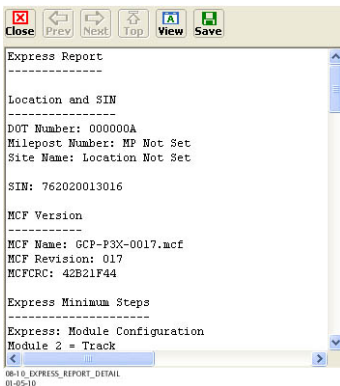 Close Prev Next Top View Save
Express Report
--------------
Location and SIN
----------------
DOT Number: 000000A
Milepost Number: MP Not Set
Site Name: Location Not Set
SIN: 762020013016
MCF Version
-----------
MCF Name: GCP-P3X-0017.mcf
MCF Revision: 017
MCFCRC: 42B21F44
Express Minimum Steps
---------------------
Express: Module Configuration
Module 2 = Track
08-10_EXPRESS_REPORT_DETAIL
01-05-10